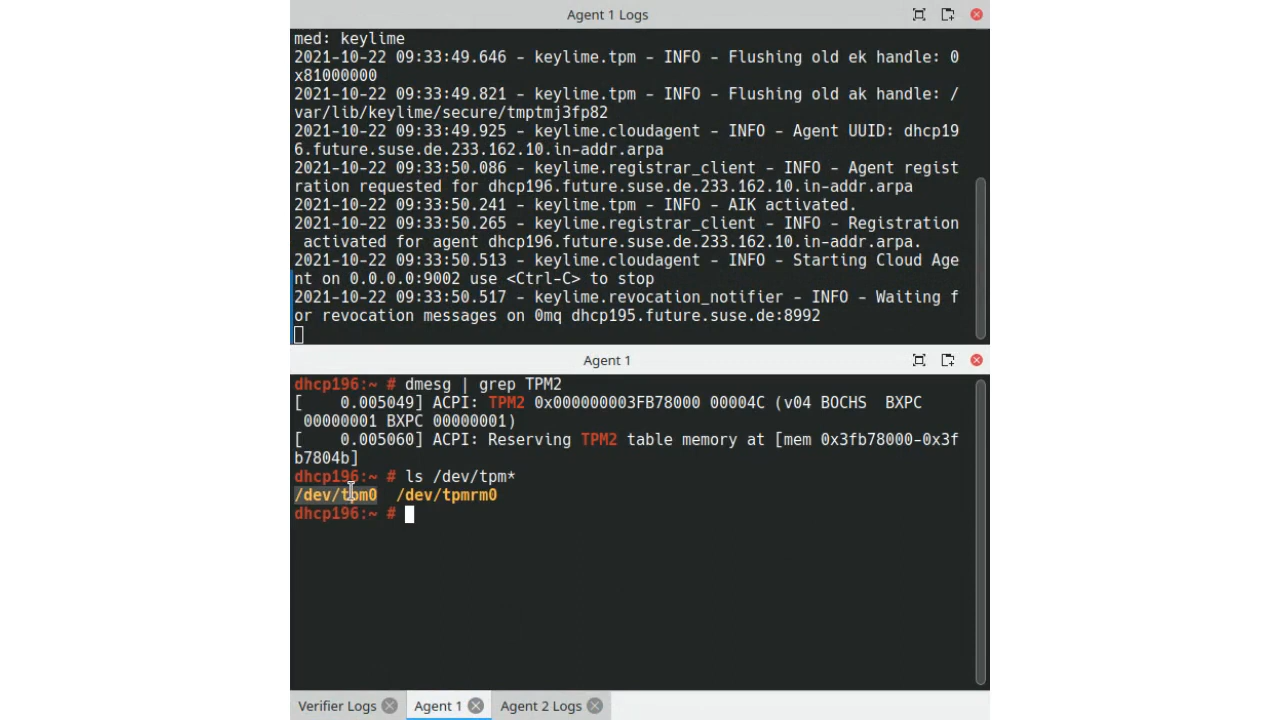 Agent 1 Logs
med: keylime
2021-10-22 09:33:49.646 - keylime.tpm - INFO - Flushing old ek handle: 0
x81000000
2021-10-22 09:33:49.821 - keylime.tpm - INFO - Flushing old ak handle: /
var/lib/keylime/secure/tmptmj3fp82
2021-10-22 09:33:49.925 - keylime.cloudagent - INFO - Agent UUID: dhcp19
6.future.suse.de.233.162.10.in-addr.arpa
2021-10-22 09:33:50.086 - keylime.registrar_client - INFO - Agent regist
ration requested for dhcp196.future.suse.de.233.162.10.in-addr.arpa
2021-10-22 09:33:50.241 - keylime.tpm - INFO - AIK activated.
2021-10-22 09:33:50.265 - keylime.registrar_client - INFO - Registration
 activated for agent dhcp196.future.suse.de.233.162.10.in-addr.arpa.
2021-10-22 09:33:50.513 - keylime.cloudagent - INFO - Starting Cloud Age
nt on 0.0.0.0:9002 use <Ctrl-C> to stop
2021-10-22 09:33:50.517 - keylime.revocation_notifier - INFO - Waiting f
or revocation messages on 0mq dhcp195.future.suse.de:8992
Agent 1
dhcp196:~ # dmesg | grep TPM2
[    0.005049] ACPI: TPM2 0x000000003FB78000 00004C (v04 BOCHS  BXPC
 00000001 BXPC 00000001)
[    0.005060] ACPI: Reserving TPM2 table memory at [mem 0x3fb78000-0x3f
b7804b]
dhcp196:~ # ls /dev/tpm*
/dev/tpm0  /dev/tpmrm0
dhcp196:~ #
Verifier Logs Agent 1 Agent 2 Logs